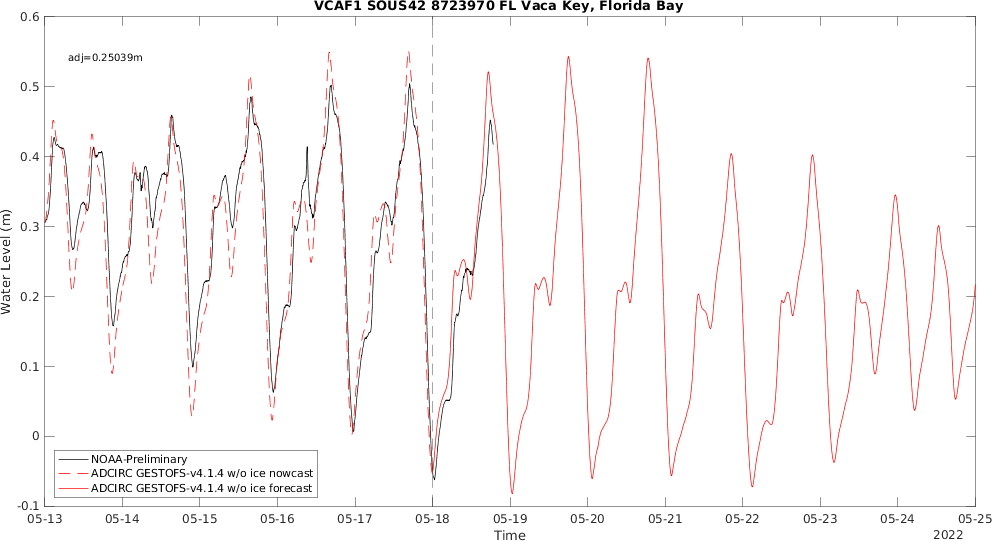 VCAF1 SOUS42 8723970 FL Vaca Key, Florida Bay
0.6
0.5
0.4
0.3
0.2
0.1
0
-0.1
Water Level (m)
adj=0.25039m
NOAA-Preliminary
ADCIRC GESTOFS-v4.1.4 w/o ice nowcast
ADCIRC GESTOFS-v4.1.4 w/o ice forecast
05-13 05-14 05-15 05-16 05-17 05-18 05-19 05-20 05-21 05-22 05-23 05-24 05-25
Time
2022